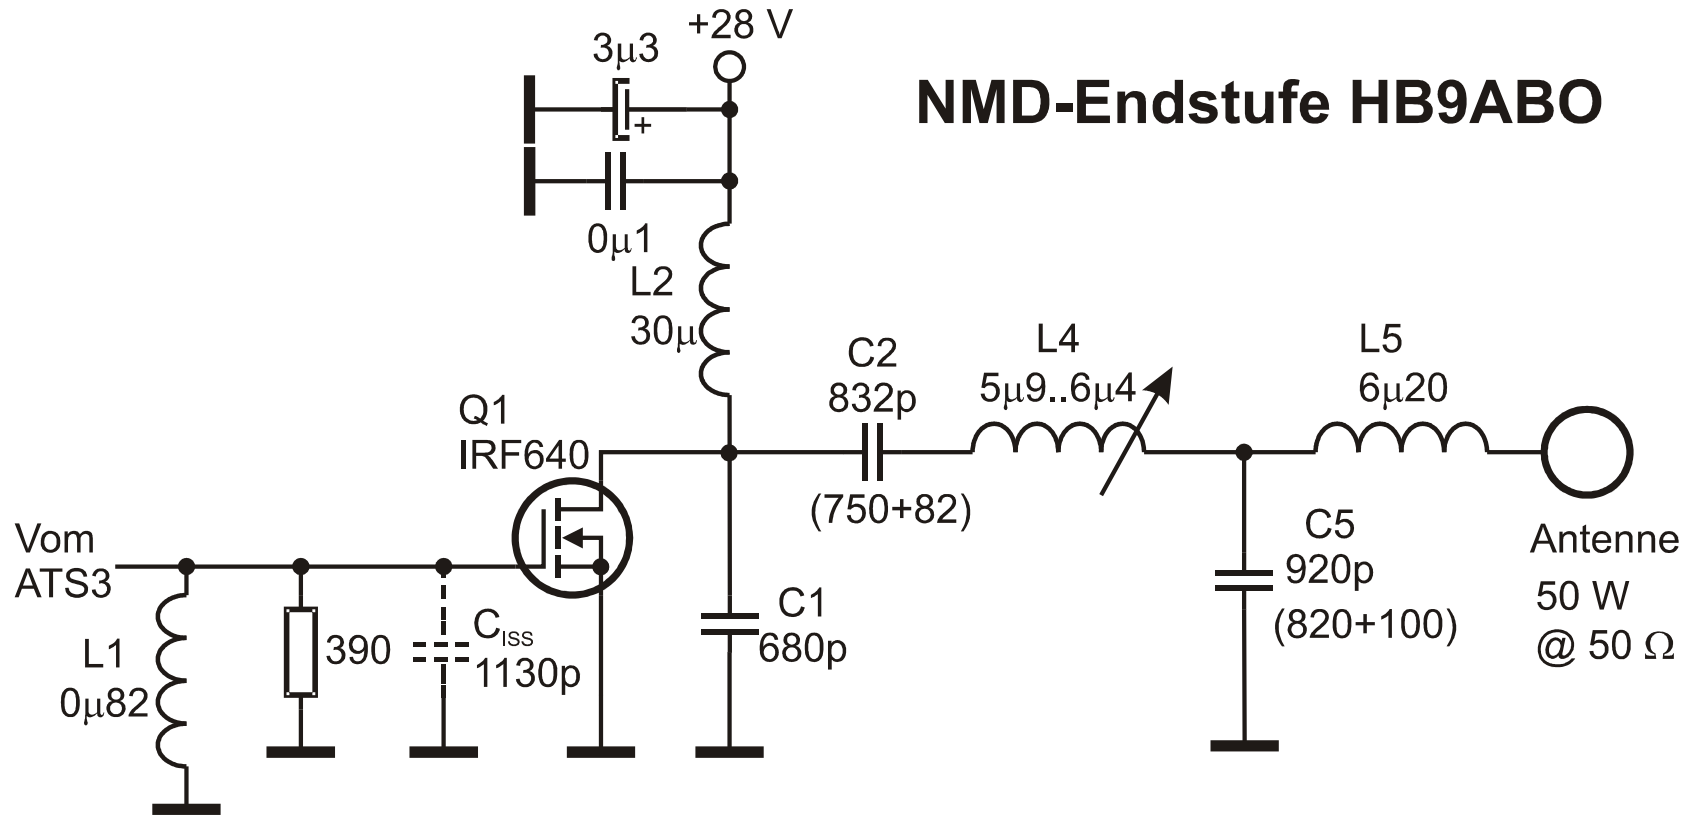 +28 V
3µ3
NMD-Endstufe HB9ABO
+
0µ1
L2
30µ
C2
832p
(750+82)
L4
5µ9..6µ4
L5
6µ20
Q1
IRF640
Vom
ATS3
L1
0µ82
390
CISS
1130p
C1
680p
C5
920p
(820+100)
Antenne
50 W
@ 50 Ω